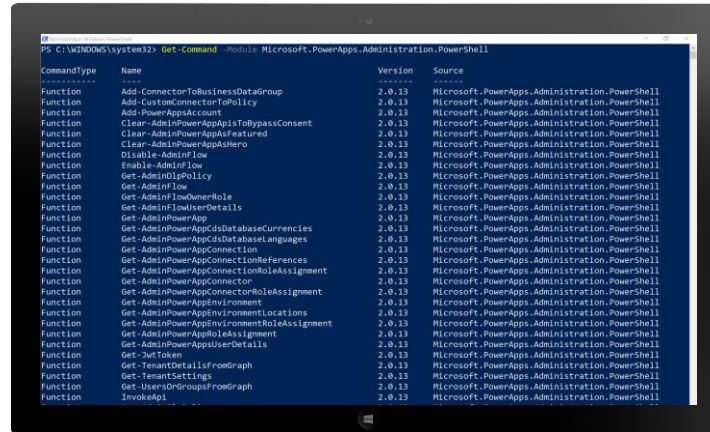 Administrator: Windows PowerShell
PS C:\WINDOWS\system32> Get-Command -Module Microsoft.PowerApps.Administration.PowerShell
CommandType Name Version Source
----------- ---- ------- ------
Function Add-ConnectorToBusinessDataGroup 2.0.13 Microsoft.PowerApps.Administration.PowerShell
Function Add-CustomConnectorToPolicy 2.0.13 Microsoft.PowerApps.Administration.PowerShell
Function Add-PowerAppsAccount 2.0.13 Microsoft.PowerApps.Administration.PowerShell
Function Clear-AdminPowerAppApisToBypassConsent 2.0.13 Microsoft.PowerApps.Administration.PowerShell
Function Clear-AdminPowerAppAsFeatured 2.0.13 Microsoft.PowerApps.Administration.PowerShell
Function Clear-AdminPowerAppAsHero 2.0.13 Microsoft.PowerApps.Administration.PowerShell
Function Disable-AdminFlow 2.0.13 Microsoft.PowerApps.Administration.PowerShell
Function Enable-AdminFlow 2.0.13 Microsoft.PowerApps.Administration.PowerShell
Function Get-AdminDlpPolicy 2.0.13 Microsoft.PowerApps.Administration.PowerShell
Function Get-AdminFlow 2.0.13 Microsoft.PowerApps.Administration.PowerShell
Function Get-AdminFlowOwnerRole 2.0.13 Microsoft.PowerApps.Administration.PowerShell
Function Get-AdminFlowUserDetails 2.0.13 Microsoft.PowerApps.Administration.PowerShell
Function Get-AdminPowerApp 2.0.13 Microsoft.PowerApps.Administration.PowerShell
Function Get-AdminPowerAppCdsDatabaseCurrencies 2.0.13 Microsoft.PowerApps.Administration.PowerShell
Function Get-AdminPowerAppCdsDatabaseLanguages 2.0.13 Microsoft.PowerApps.Administration.PowerShell
Function Get-AdminPowerAppConnection 2.0.13 Microsoft.PowerApps.Administration.PowerShell
Function Get-AdminPowerAppConnectionReferences 2.0.13 Microsoft.PowerApps.Administration.PowerShell
Function Get-AdminPowerAppConnectionRoleAssignment 2.0.13 Microsoft.PowerApps.Administration.PowerShell
Function Get-AdminPowerAppConnector 2.0.13 Microsoft.PowerApps.Administration.PowerShell
Function Get-AdminPowerAppConnectorRoleAssignment 2.0.13 Microsoft.PowerApps.Administration.PowerShell
Function Get-AdminPowerAppEnvironment 2.0.13 Microsoft.PowerApps.Administration.PowerShell
Function Get-AdminPowerAppEnvironmentLocations 2.0.13 Microsoft.PowerApps.Administration.PowerShell
Function Get-AdminPowerAppEnvironmentRoleAssignment 2.0.13 Microsoft.PowerApps.Administration.PowerShell
Function Get-AdminPowerAppRoleAssignment 2.0.13 Microsoft.PowerApps.Administration.PowerShell
Function Get-AdminPowerAppsUserDetails 2.0.13 Microsoft.PowerApps.Administration.PowerShell
Function Get-JwtToken 2.0.13 Microsoft.PowerApps.Administration.PowerShell
Function Get-TenantDetailsFromGraph 2.0.13 Microsoft.PowerApps.Administration.PowerShell
Function Get-TenantSettings 2.0.13 Microsoft.PowerApps.Administration.PowerShell
Function Get-UsersOrGroupsFromGraph 2.0.13 Microsoft.PowerApps.Administration.PowerShell
Function InvokeApi 2.0.13 Microsoft.PowerApps.Administration.PowerShell